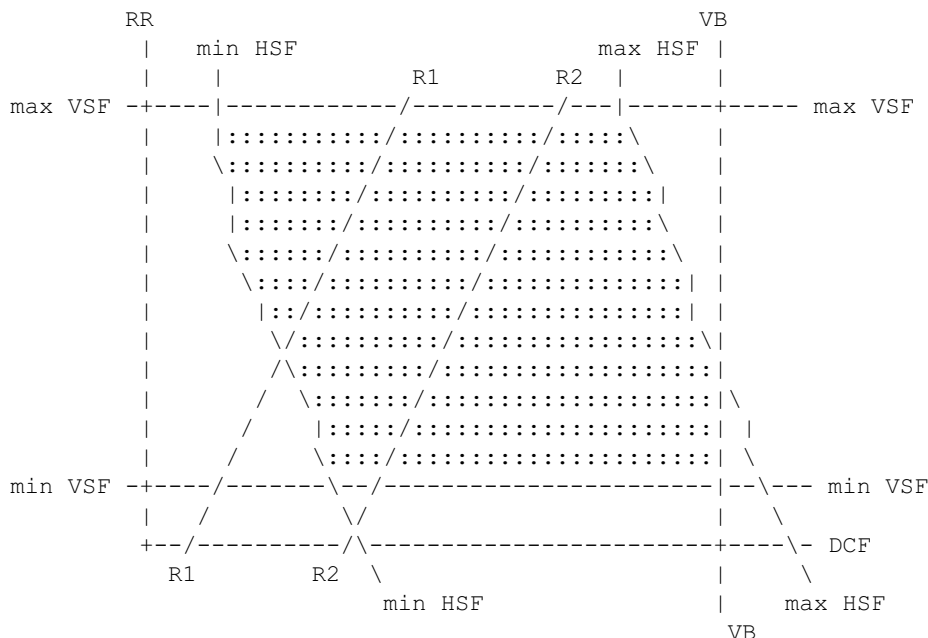 RR VB
min HSF max HSF
R1 R2
max VSF max VSF
min VSF min VSF
DCF
R1 R2
min HSF max HSF
VB